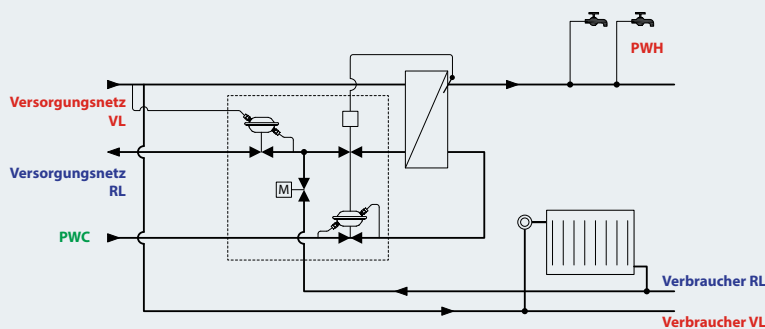 PWH
Versorgungsnetz
VL
Versorgungsnetz
RL
M
PWC
Verbraucher RL
Verbraucher VL